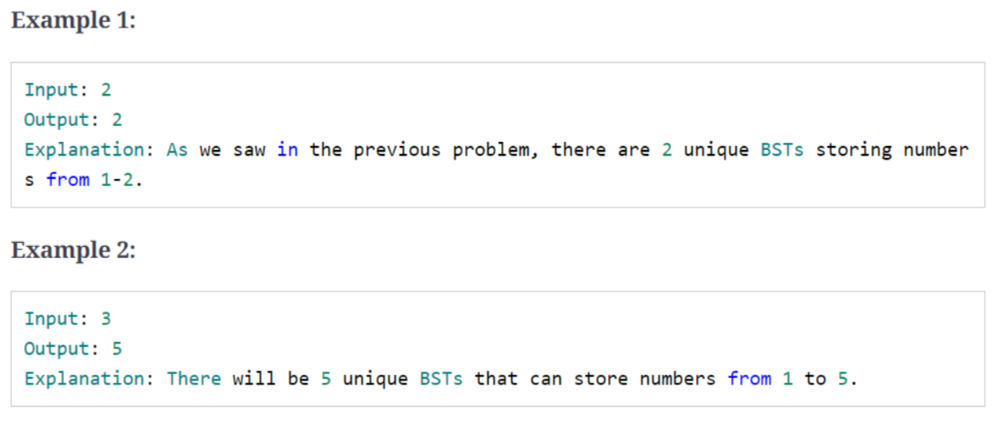 Example 1:
Input: 2
Output: 2
Explanation: As we saw in the previous problem, there are 2 unique BSTs storing number
s from 1-2.
Example 2:
Input: 3
Output: 5
Explanation: There will be 5 unique BSTs that can store numbers from 1 to 5.